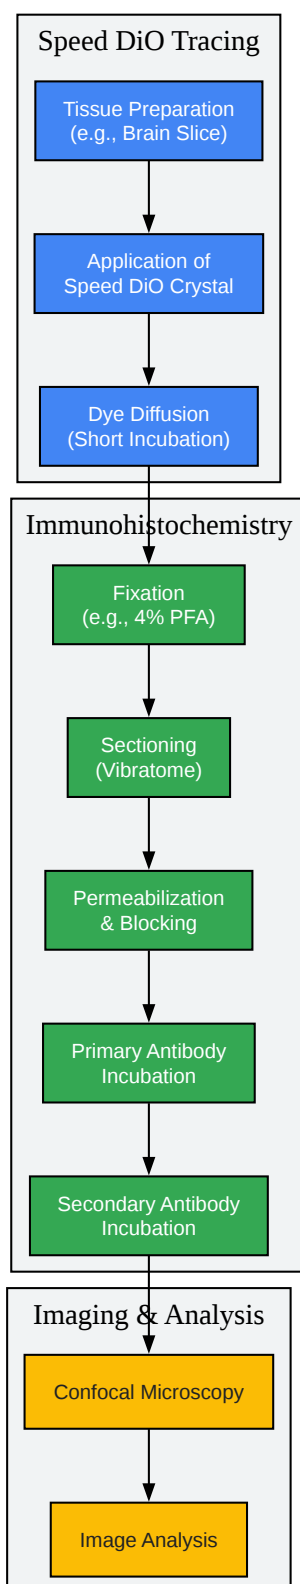 Speed DiO Tracing
Tissue Preparation
(e.g., Brain Slice)
Application of
Speed DiO Crystal
Dye Diffusion
(Short Incubation)
Immunohistochemistry
Fixation
(e.g., 4% PFA)
Sectioning
(Vibratome)
Permeabilization
& Blocking
Primary Antibody
Incubation
Secondary Antibody
Incubation
Imaging & Analysis
Confocal Microscopy
Image Analysis